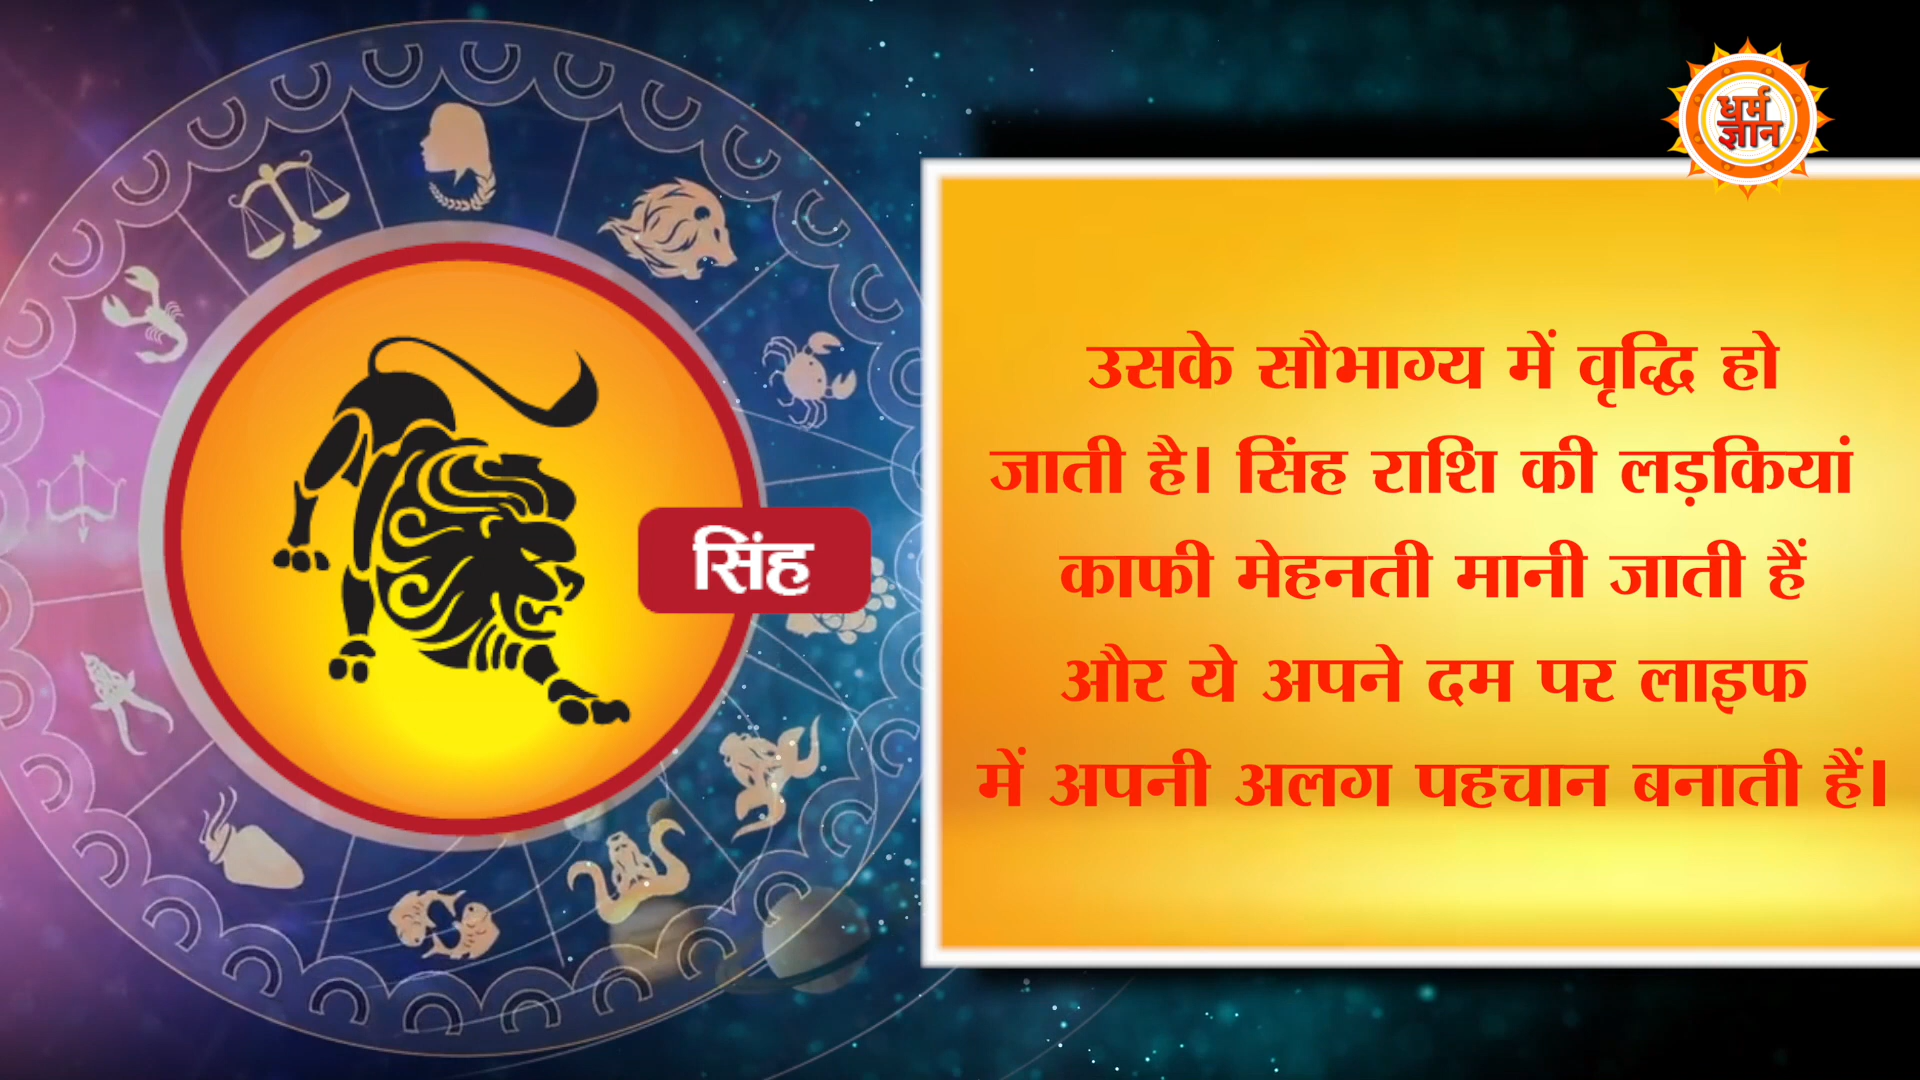 धर्म
ज्ञान
सिंह
उसके सौभाग्य में वृद्धि हो
जाती है। सिंह राशि की लड़कियां
काफी मेहनती मानी जाती हैं
और ये अपने दम पर लाइफ
में अपनी अलग पहचान बनाती हैं।